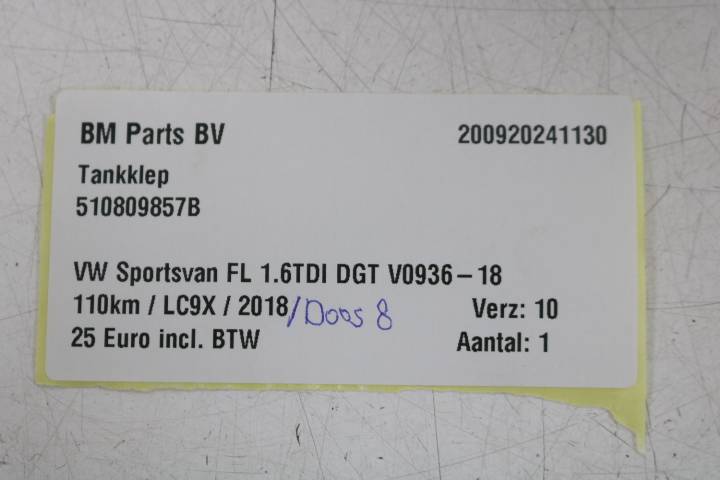 BM Parts BV 200920241130
Tankklep
510809857B
VW Sportsvan FL 1.6TDI DGT V0936-18
110km / LC9X / 2018 /Doos 8 Verz: 10
25 Euro incl. BTW Aantal: 1